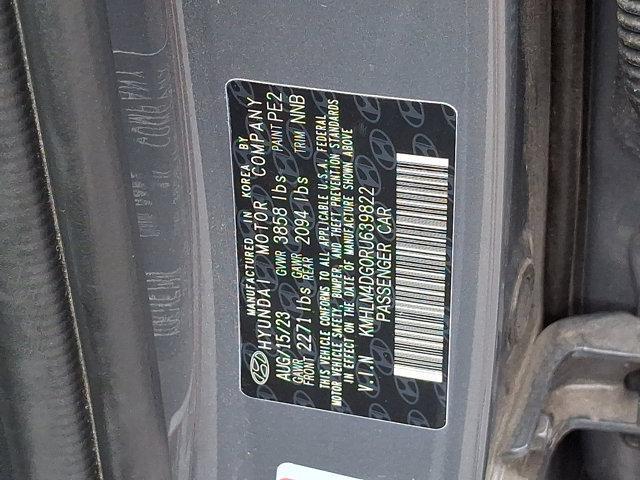 MANUFACTURED IN KOREA BY
HYUNDAI MOTOR COMPANY
AUG/15/23 GVWR 3858 lbs PAINT PE2
GAWR FRONT 2271 lbs GAWR REAR 2094 lbs TRIM NNB
THIS VEHICLE CONFORMS TO ALL APPLICABLE U.S.A. FEDERAL
MOTOR VEHICLE SAFETY, BUMPER, AND THEFT PREVENTION STANDARDS
IN EFFECT ON THE DATE OF MANUFACTURE SHOWN ABOVE
V.I.N KMHLM4DG0RU639822
PASSENGER CAR